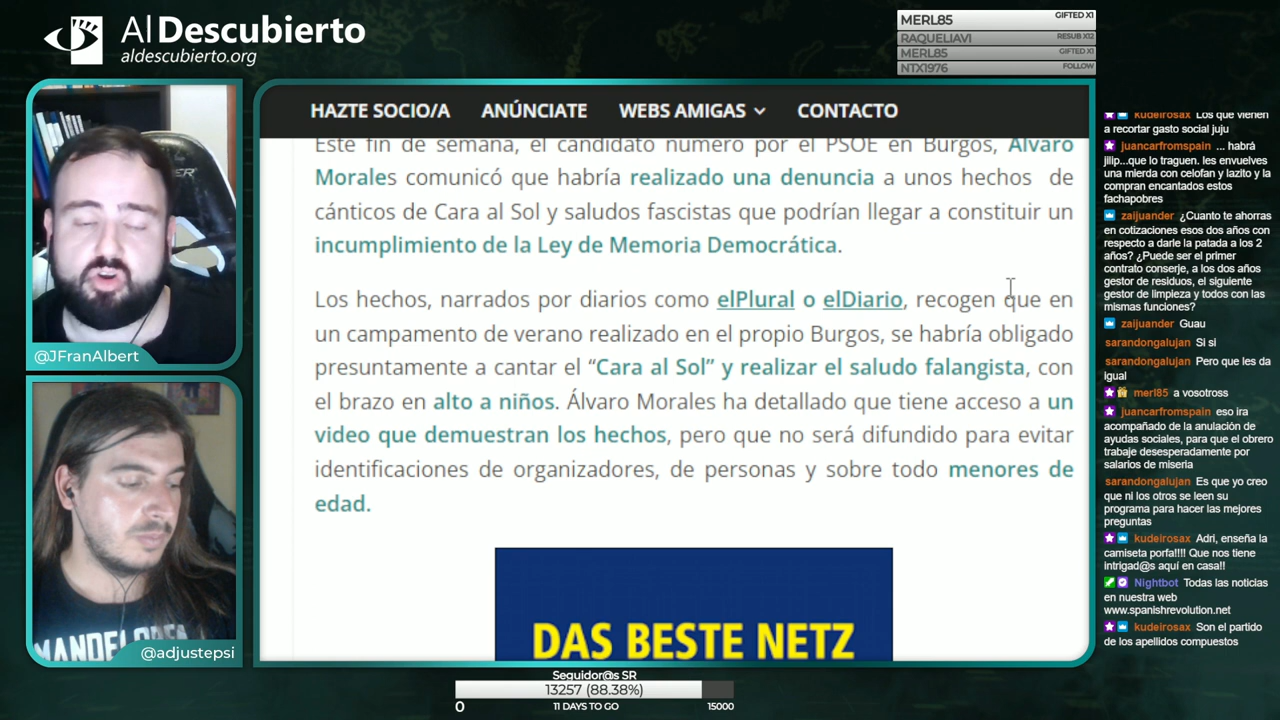 Al Descubierto
aldescubierto.org
MERL85 GIFTED X1
RAQUELIAVI RESUB X12
MERL85 GIFTED X1
NTX1976 FOLLOW
HAZTE SOCIO/A ANÚNCIATE WEBS AMIGAS CONTACTO
Este fin de semana, el candidato número por el PSOE en Burgos, Álvaro
Morales comunicó que habría realizado una denuncia a unos hechos de
cánticos de Cara al Sol y saludos fascistas que podrían llegar a constituir un
incumplimiento de la Ley de Memoria Democrática.
Los hechos, narrados por diarios como elPlural o elDiario, recogen que en
un campamento de verano realizado en el propio Burgos, se habría obligado
presuntamente a cantar el “Cara al Sol” y realizar el saludo falangista, con
el brazo en alto a niños. Álvaro Morales ha detallado que tiene acceso a un
video que demuestran los hechos, pero que no será difundido para evitar
identificaciones de organizadores, de personas y sobre todo menores de
edad.
DAS BESTE NETZ
@JFranAlbert
@adjustepsi
kudeirosax Los que vienen
a recortar gasto social juju
juancarfromspain ... habrá
jilip...que lo traguen. les envuelves
una mierda con celofan y lazito y la
compran encantados estos
fachapobres
zaijuander ¿Cuanto te ahorras
en cotizaciones esos dos años con
respecto a darle la patada a los 2
años? ¿Puede ser el primer
contrato conserje, a los dos años
gestor de residuos, el siguiente
gestor de limpieza y todos con las
mismas funciones?
zaijuander Guau
sarandongalujan Si si
sarandongalujan Pero que les da
igual
merl85 a vosotross
juancarfromspain eso ira
acompañado de la anulación de
ayudas sociales, para que el obrero
trabaje desesperadamente por
salarios de miseria
sarandongalujan Es que yo creo
que ni los otros se leen su
programa para hacer las mejores
preguntas
kudeirosax Adri, enseña la
camiseta porfa!!!! Que nos tiene
intrigad@s aquí en casa!!
Nightbot Todas las noticias
en nuestra web
www.spanishrevolution.net
kudeirosax Son el partido
de los apellidos compuestos
Seguidor@s SR
13257 (88.38%)
0 11 DAYS TO GO 15000